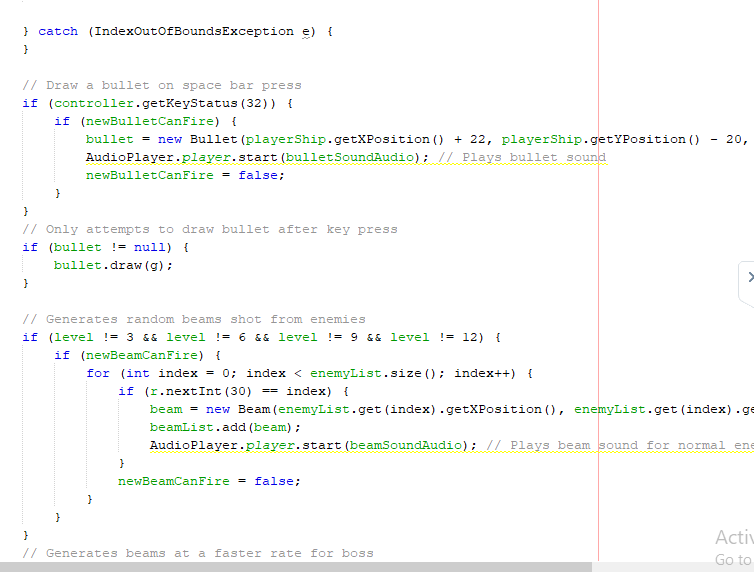 } catch (IndexOutOfBoundsException e) {
}
// Draw a bullet on space bar press
if (controller.getKeyStatus(32)) {
if (newBulletCanFire) {
bullet = new Bullet(playerShip.getXPosition() + 22, playerShip.getYPosition() - 20,
AudioPlayer.player.start(bulletSoundAudio); // Plays bullet sound
newBulletCanFire = false;
}
}
// Only attempts to draw bullet after key press
if (bullet != null) {
bullet.draw(g);
}
// Generates random beams shot from enemies
if (level != 3 && level != 6 && level != 9 && level != 12) {
if (newBeamCanFire) {
for (int index = 0; index < enemyList.size(); index++) {
if (r.nextInt(30) == index) {
beam = new Beam(enemyList.get(index).getXPosition(), enemyList.get(index).ge
beamList.add(beam);
AudioPlayer.player.start(beamSoundAudio); // Plays beam sound for normal ene
}
newBeamCanFire = false;
}
}
}
// Generates beams at a faster rate for boss
Activ
Go to